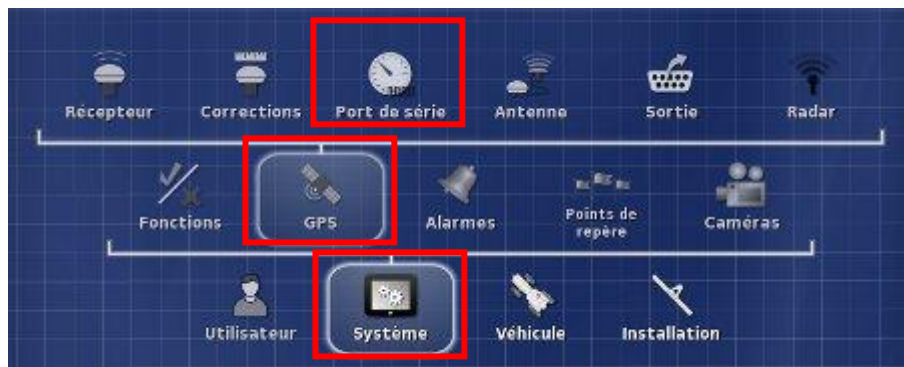 Récepteur Corrections Port de série Antenne Sortie Radar
Fonctions GPS Alarmes Points de repère Caméras
Utilisateur Système Véhicule Installation